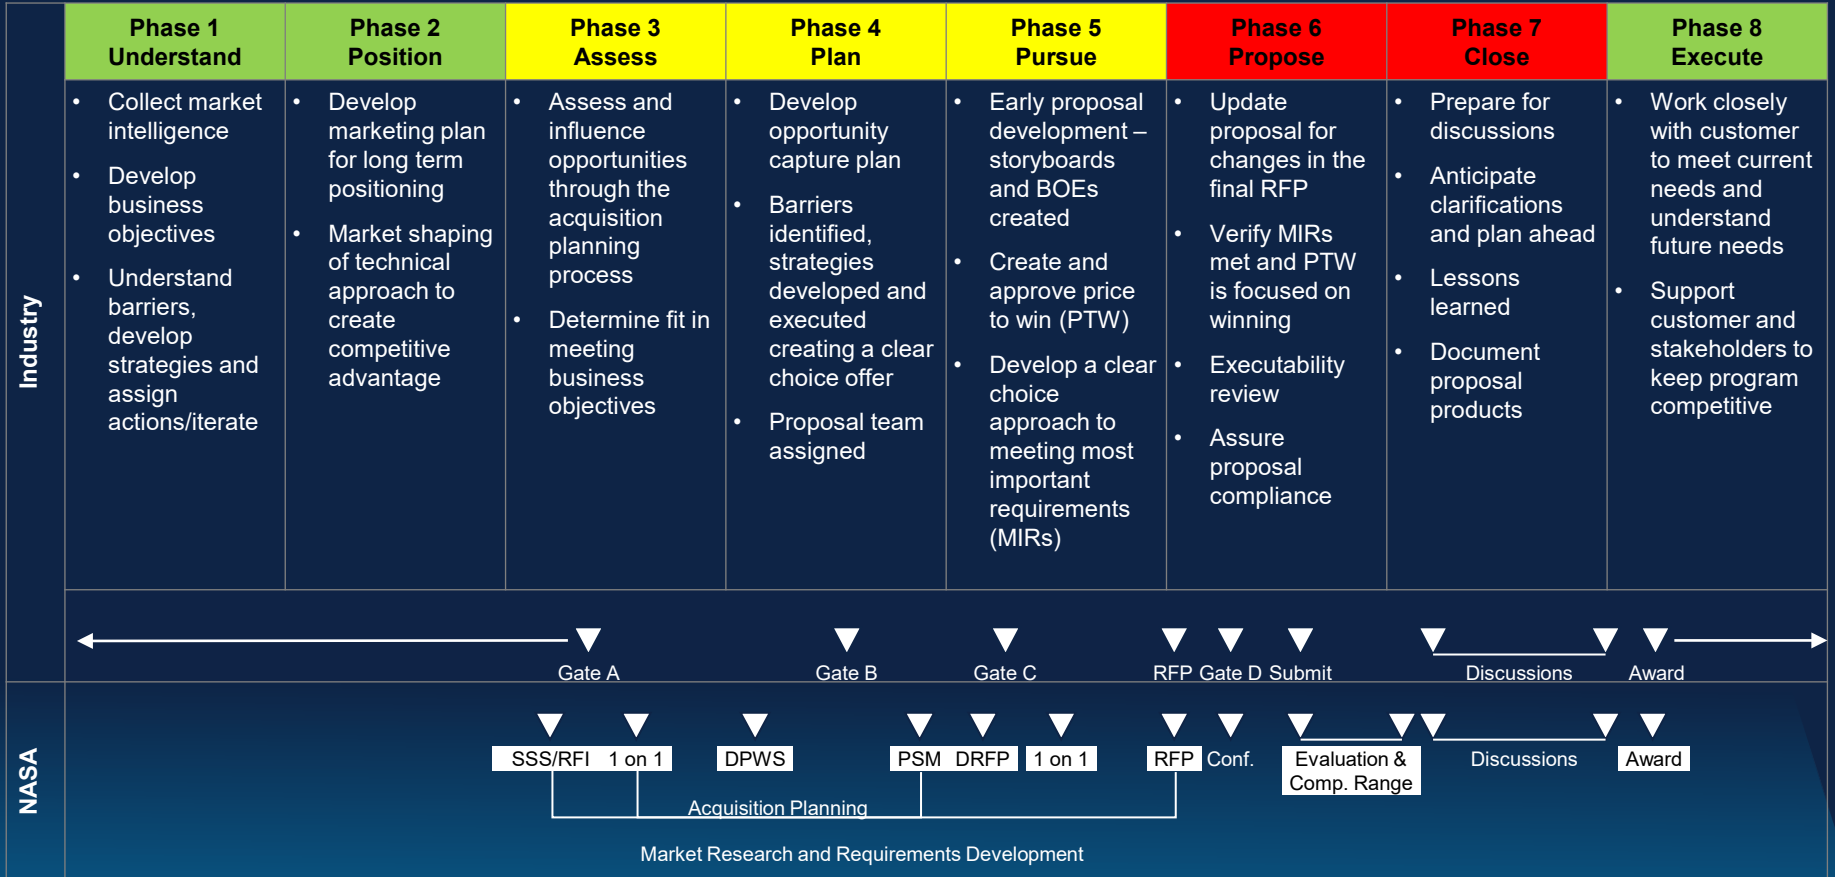 Phase 1
Understand
Phase 2
Position
Phase 3
Assess
Phase 4
Plan
Phase 5
Pursue
Phase 6
Propose
Phase 7
Close
Phase 8
Execute
Industry
• Collect market
intelligence
• Develop
business
objectives
• Understand
barriers,
develop
strategies and
assign
actions/iterate
• Develop
marketing plan
for long term
positioning
• Market shaping
of technical
approach to
create
competitive
advantage
• Assess and
influence
opportunities
through the
acquisition
planning
process
• Determine fit in
meeting
business
objectives
• Develop
opportunity
capture plan
• Barriers
identified,
strategies
developed and
executed
creating a clear
choice offer
• Proposal team
assigned
• Early proposal
development –
storyboards
and BOEs
created
• Create and
approve price
to win (PTW)
• Develop a clear
choice
approach to
meeting most
important
requirements
(MIRs)
• Update
proposal for
changes in the
final RFP
• Verify MIRs
met and PTW
is focused on
winning
• Executability
review
• Assure
proposal
compliance
• Prepare for
discussions
• Anticipate
clarifications
and plan ahead
• Lessons
learned
• Document
proposal
products
• Work closely
with customer
to meet current
needs and
understand
future needs
• Support
customer and
stakeholders to
keep program
competitive
Gate A
Gate B
Gate C
RFP Gate D Submit
Discussions
Award
NASA
SSS/RFI 1 on 1
DPWS
PSM DRFP
1 on 1
RFP
Conf.
Evaluation &
Comp. Range
Discussions
Award
Acquisition Planning
Market Research and Requirements Development